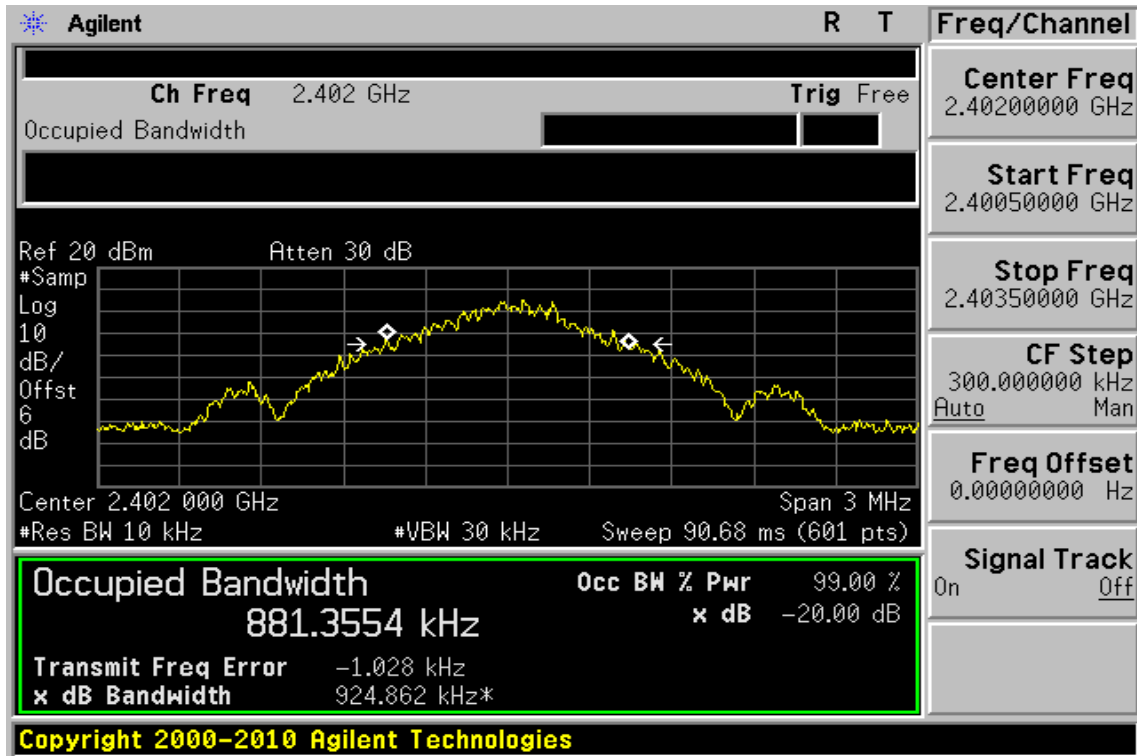 Agilent R T
Ch Freq 2.402 GHz Trig Free
Occupied Bandwidth
Ref 20 dBm Atten 30 dB
#Samp
Log
10
dB/
Offst
6
dB
Center 2.402 000 GHz Span 3 MHz
#Res BW 10 kHz #VBW 30 kHz Sweep 90.68 ms (601 pts)
Occupied Bandwidth Occ BW % Pwr 99.00 %
881.3554 kHz x dB -20.00 dB
Transmit Freq Error -1.028 kHz
x dB Bandwidth 924.862 kHz*
Copyright 2000-2010 Agilent Technologies
Freq/Channel
Center Freq
2.40200000 GHz
Start Freq
2.40050000 GHz
Stop Freq
2.40350000 GHz
CF Step
300.000000 kHz
Auto Man
Freq Offset
0.00000000 Hz
Signal Track
On Off